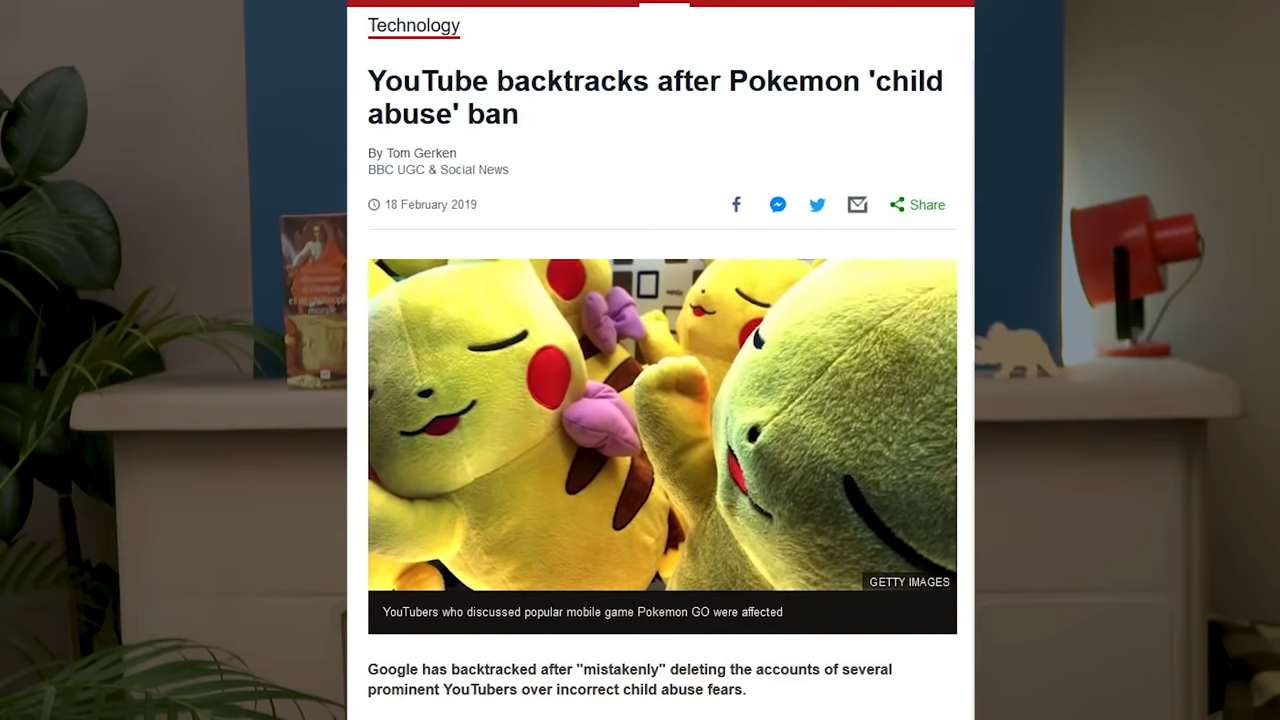 Technology
YouTube backtracks after Pokemon 'child
abuse' ban
By Tom Gerken
BBC UGC & Social News
18 February 2019
Share
GETTY IMAGES
YouTubers who discussed popular mobile game Pokemon GO were affected
Google has backtracked after "mistakenly" deleting the accounts of several
prominent YouTubers over incorrect child abuse fears.